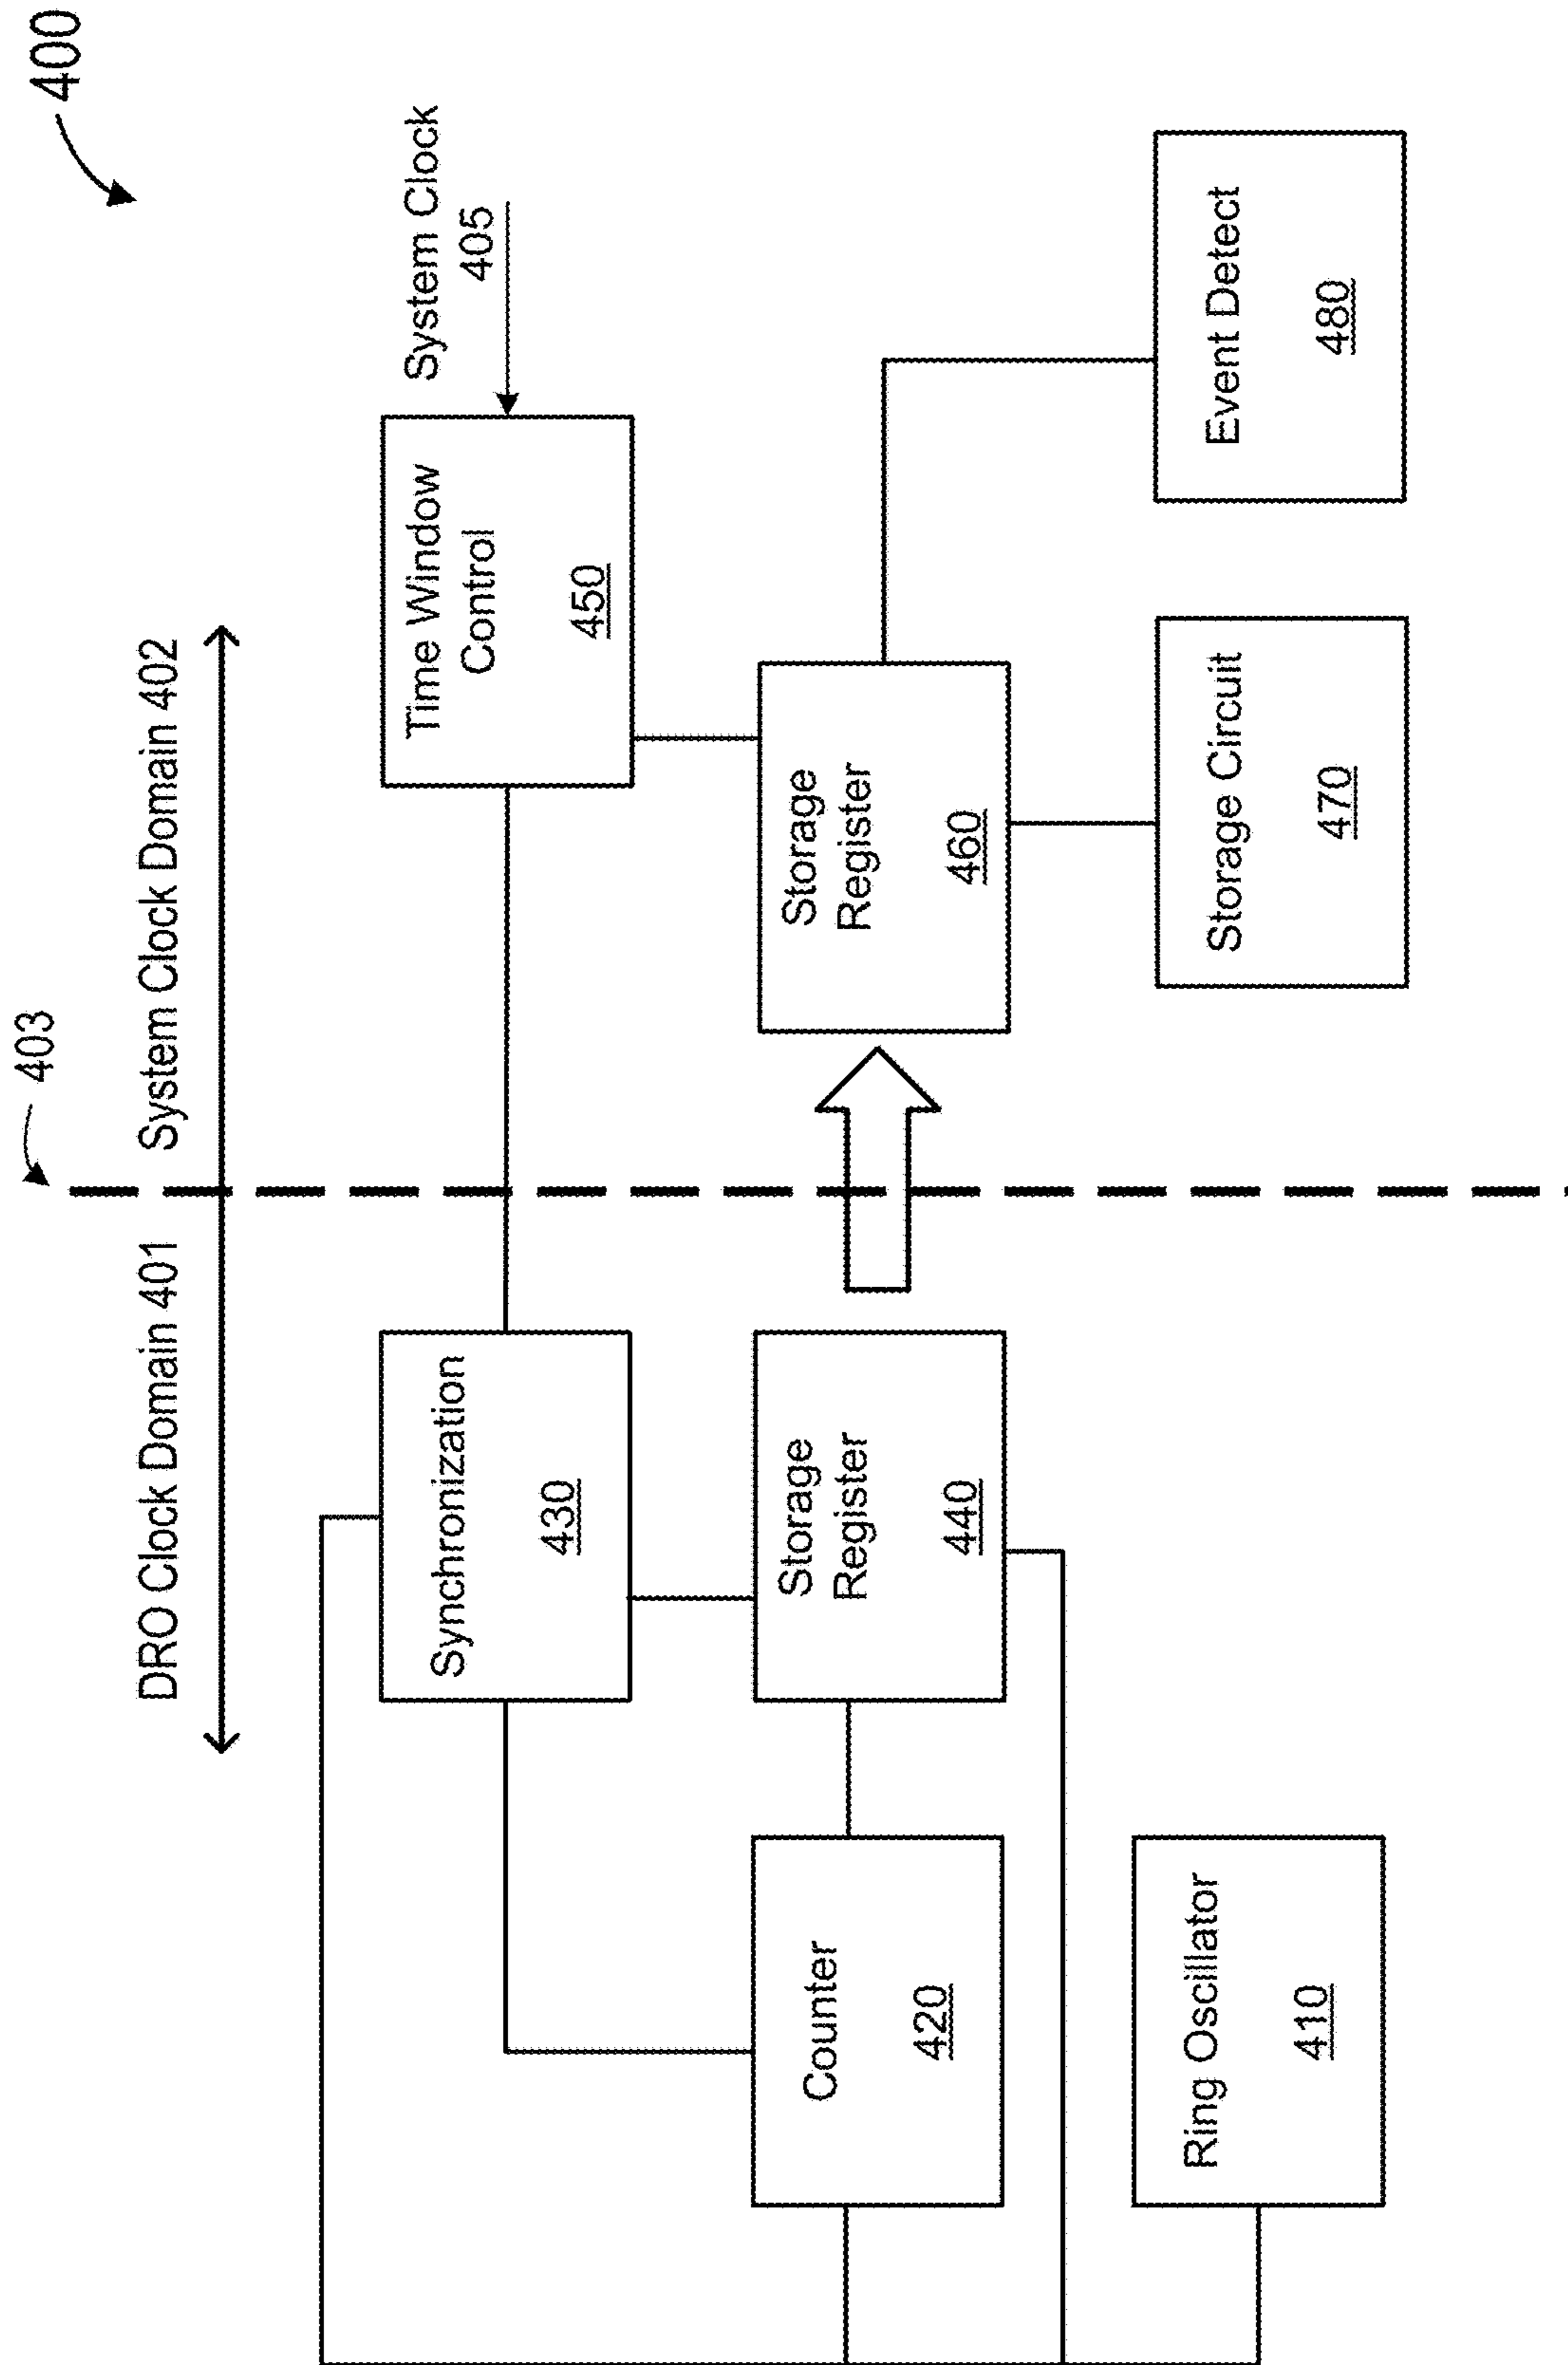 400
403
DRO Clock Domain 401
System Clock Domain 402
System Clock
405
Synchronization
430
Time Window
Control
450
Counter
420
Storage
Register
440
Storage
Register
460
Ring Oscillator
410
Storage Circuit
470
Event Detect
480